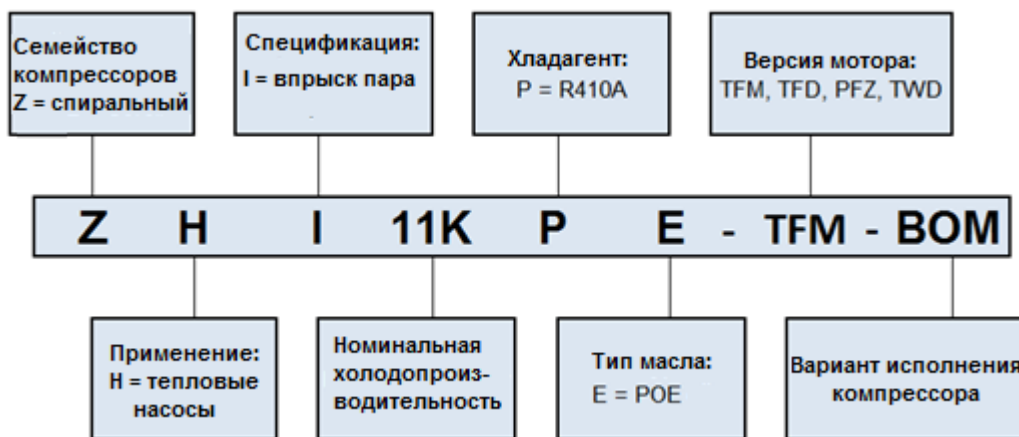 Семейство
компрессоров
Z = спиральный
Спецификация:
I = впрыск пара
Хладагент:
P = R410A
Версия мотора:
TFM, TFD, PFZ, TWD
Z H I 11K P E - TFM - BOM
Применение:
H = тепловые
насосы
Номинальная
холодопроиз-
водительность
Тип масла:
E = POE
Вариант исполнения
компрессора